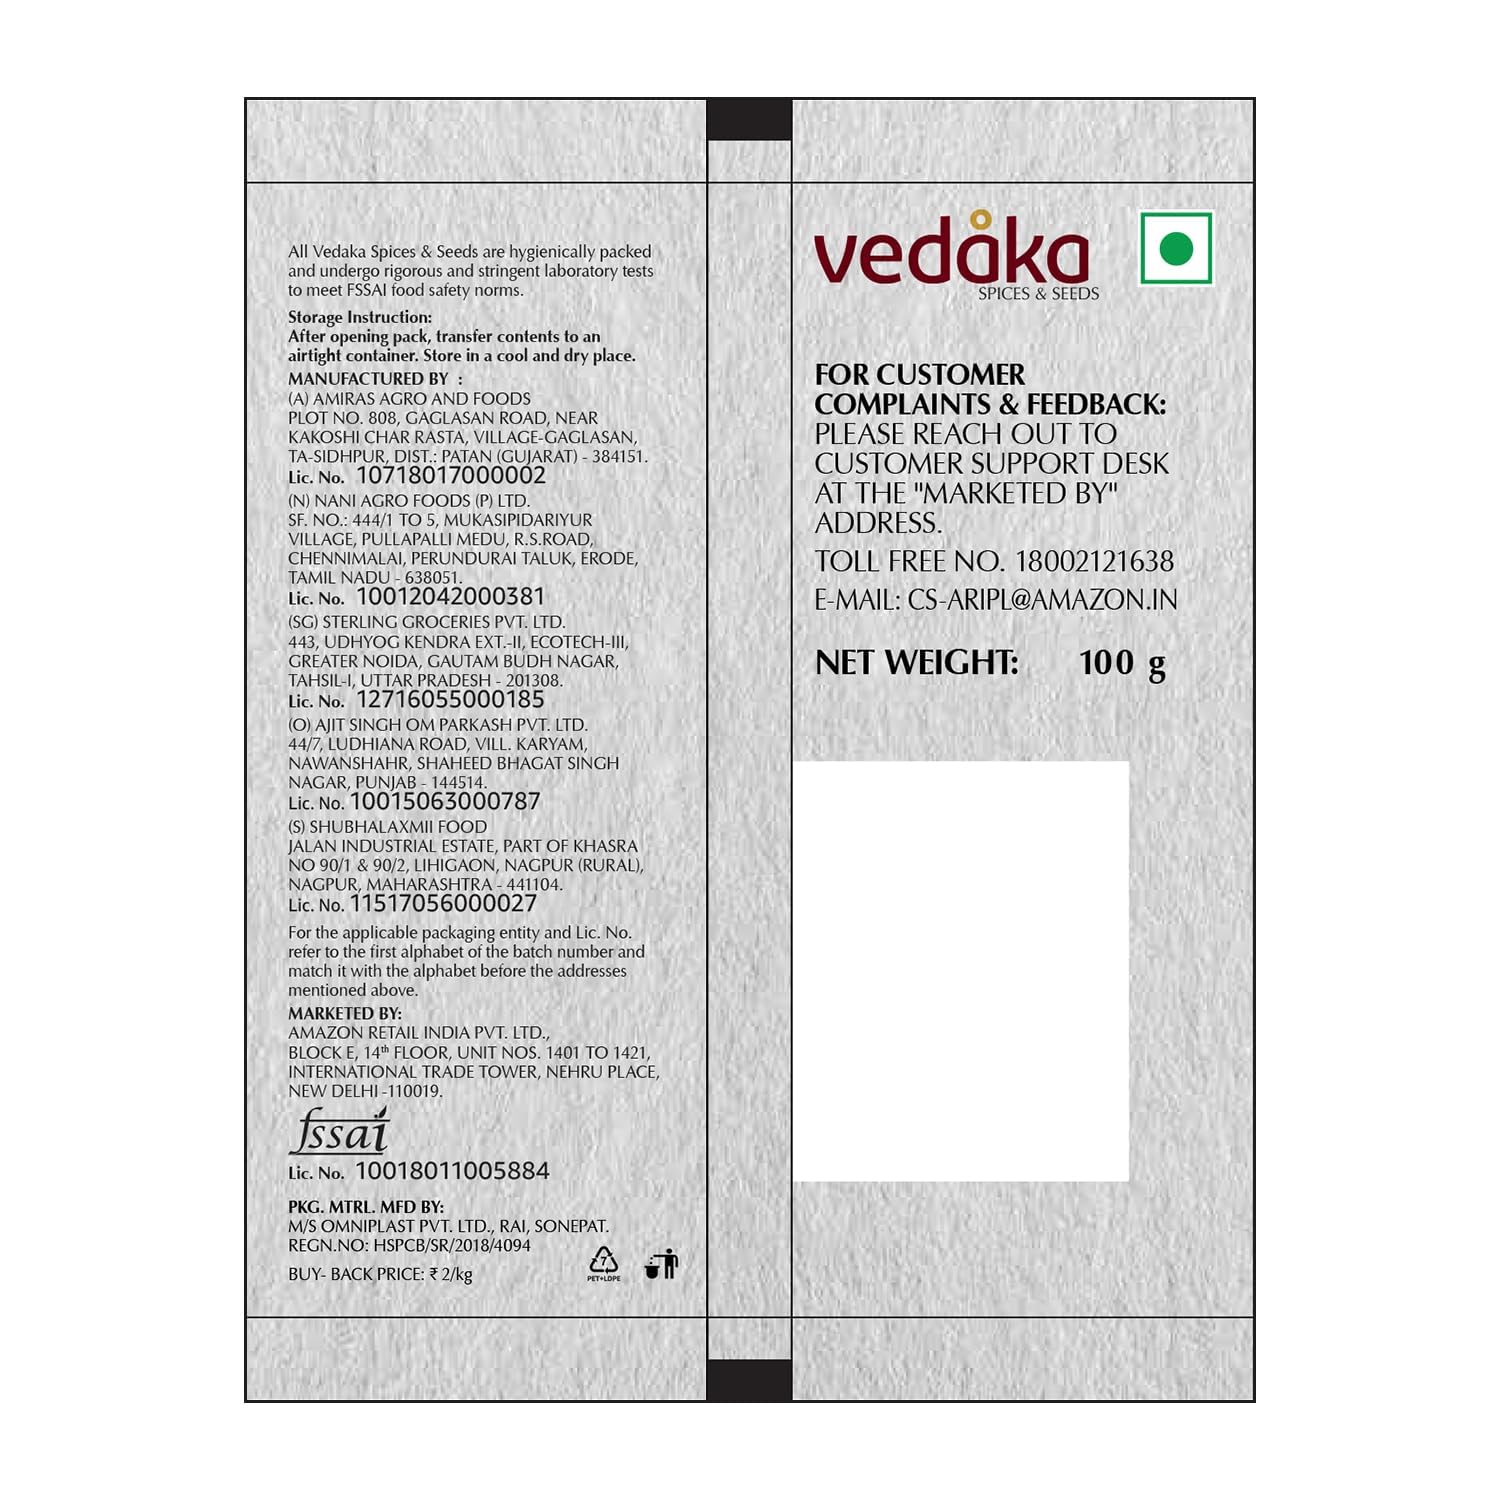 All Vedaka Spices & Seeds are hygienically packed
and undergo rigorous and stringent laboratory tests
to meet FSSAI food safety norms.
Storage Instruction:
After opening pack, transfer contents to an
airtight container. Store in a cool and dry place.
MANUFACTURED BY :
(A) AMIRAS AGRO AND FOODS
PLOT NO. 808, GAGLASAN ROAD, NEAR
KAKOSHI CHAR RASTA, VILLAGE-GAGLASAN,
TA-SIDHPUR, DIST.: PATAN (GUJARAT) - 384151.
Lic. No. 10718017000002
(N) NANI AGRO FOODS (P) LTD.
SF. NO.: 444/1 TO 5, MUKASIPIDARIYUR
VILLAGE, PULLAPALLI MEDU, R.S.ROAD,
CHENNIMALAI, PERUNDURAI TALUK, ERODE,
TAMIL NADU - 638051.
Lic. No. 10012042000381
(SG) STERLING GROCERIES PVT. LTD.
443, UDHYOG KENDRA EXT.-II, ECOTECH-III,
GREATER NOIDA, GAUTAM BUDH NAGAR,
TAHSIL-I, UTTAR PRADESH - 201308.
Lic. No. 12716055000185
(O) AJIT SINGH OM PARKASH PVT. LTD.
44/7, LUDHIANA ROAD, VILL. KARYAM,
NAWANSHAHR, SHAHEED BHAGAT SINGH
NAGAR, PUNJAB - 144514.
Lic. No. 10015063000787
(S) SHUBHALAXMII FOOD
JALAN INDUSTRIAL ESTATE, PART OF KHASRA
NO 90/1 & 90/2, LIHIGAON, NAGPUR (RURAL),
NAGPUR, MAHARASHTRA - 441104.
Lic. No. 11517056000027
For the applicable packaging entity and Lic. No.
refer to the first alphabet of the batch number and
match it with the alphabet before the addresses
mentioned above.
MARKETED BY:
AMAZON RETAIL INDIA PVT. LTD.,
BLOCK E, 14th FLOOR, UNIT NOS. 1401 TO 1421,
INTERNATIONAL TRADE TOWER, NEHRU PLACE,
NEW DELHI -110019.
fssai
Lic. No. 10018011005884
PKG. MTRL. MFD BY:
M/S OMNIPLAST PVT. LTD., RAI, SONEPAT.
REGN.NO: HSPCB/SR/2018/4094
BUY- BACK PRICE: ₹ 2/kg
7
PET+LDPE
vedaka
SPICES & SEEDS
FOR CUSTOMER
COMPLAINTS & FEEDBACK:
PLEASE REACH OUT TO
CUSTOMER SUPPORT DESK
AT THE "MARKETED BY"
ADDRESS.
TOLL FREE NO. 18002121638
E-MAIL: CS-ARIPL@AMAZON.IN
NET WEIGHT: 100 g